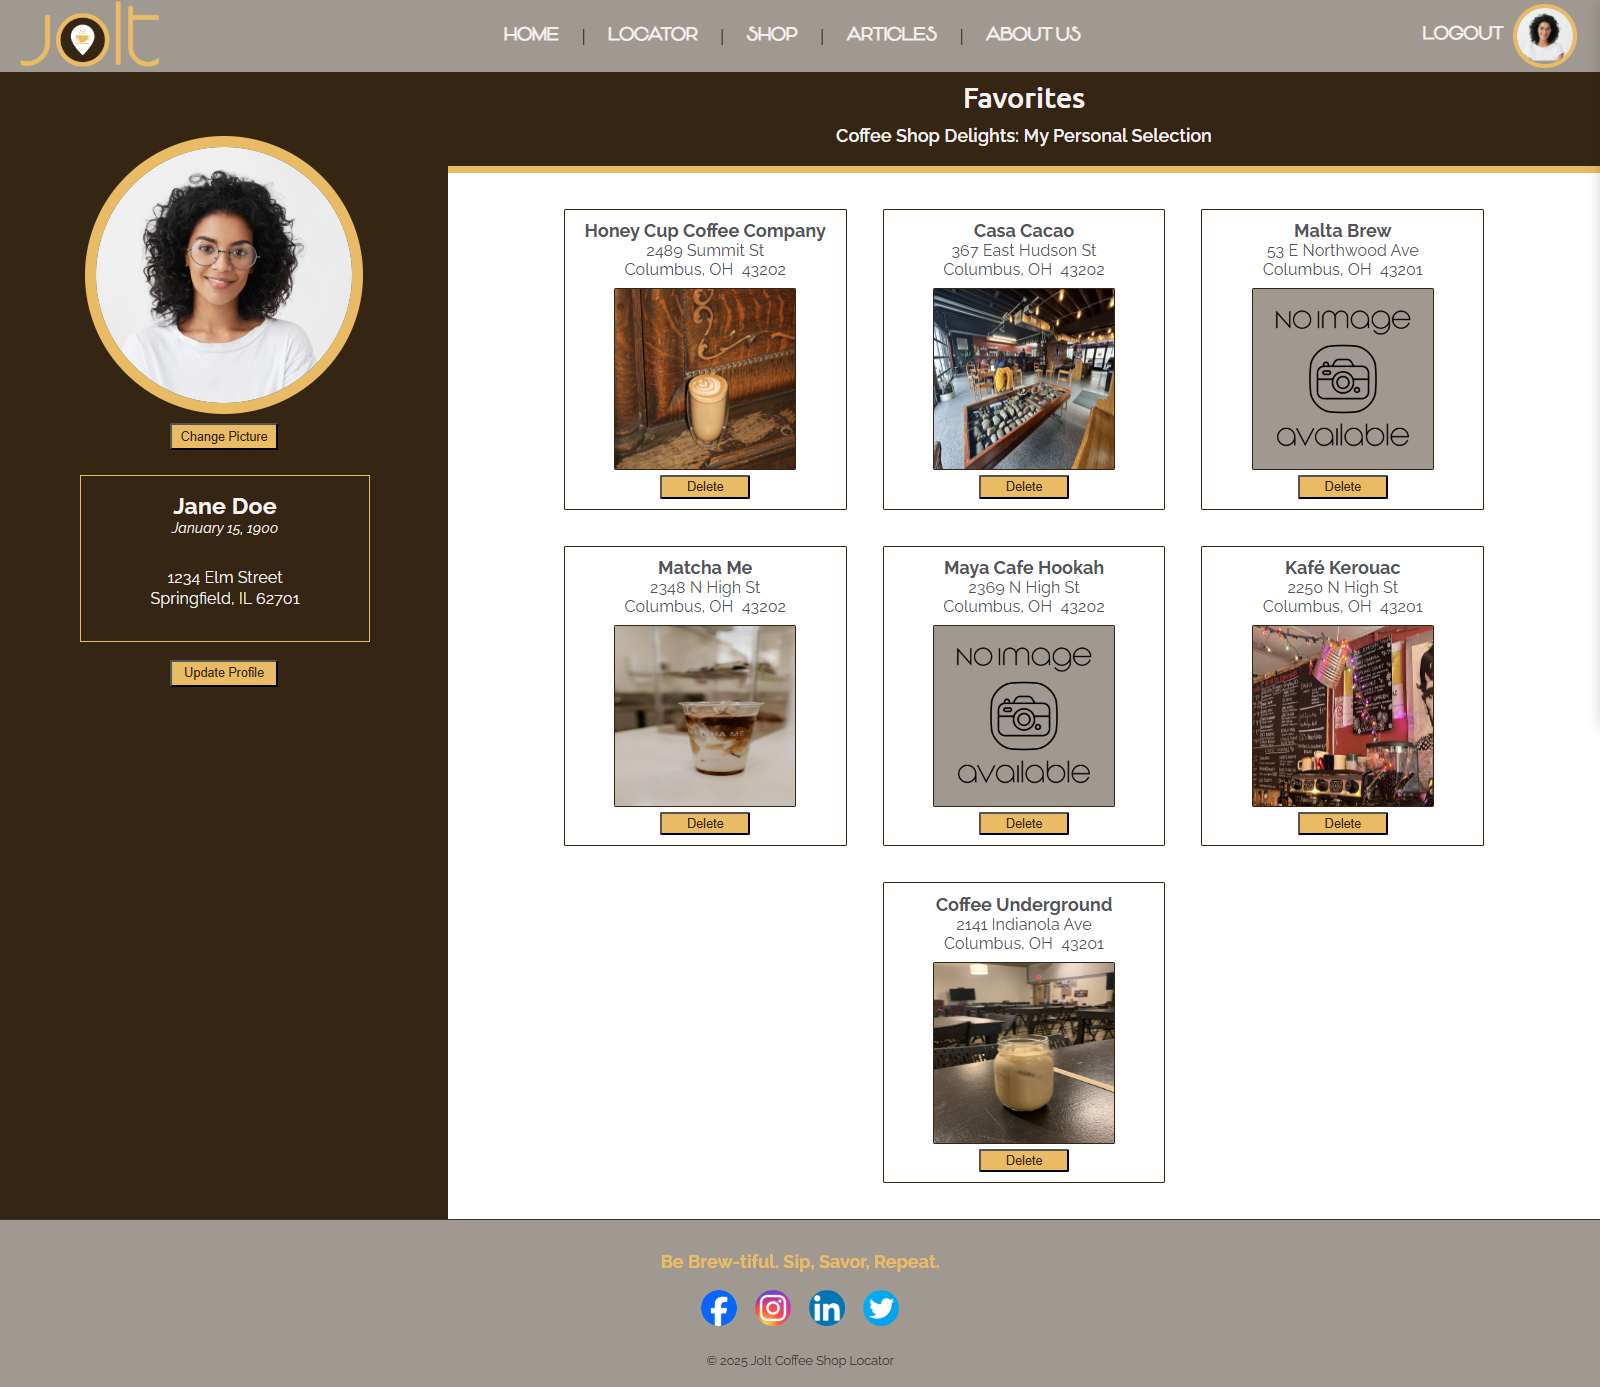 Jolt
HOME | LOCATOR | SHOP | ARTICLES | ABOUT US
LOGOUT
Favorites
Coffee Shop Delights: My Personal Selection
Change Picture
Jane Doe
January 15, 1900
1234 Elm Street
Springfield, IL 62701
Update Profile
Honey Cup Coffee Company
2489 Summit St
Columbus, OH  43202
Delete
Casa Cacao
367 East Hudson St
Columbus, OH  43202
Delete
Malta Brew
53 E Northwood Ave
Columbus, OH  43201
No image
available
Delete
Matcha Me
2348 N High St
Columbus, OH  43202
MATCHA ME
Delete
Maya Cafe Hookah
2369 N High St
Columbus, OH  43202
No image
available
Delete
Kafé Kerouac
2250 N High St
Columbus, OH  43201
Delete
Coffee Underground
2141 Indianola Ave
Columbus, OH  43201
Delete
Be Brew-tiful. Sip, Savor, Repeat.
© 2025 Jolt Coffee Shop Locator